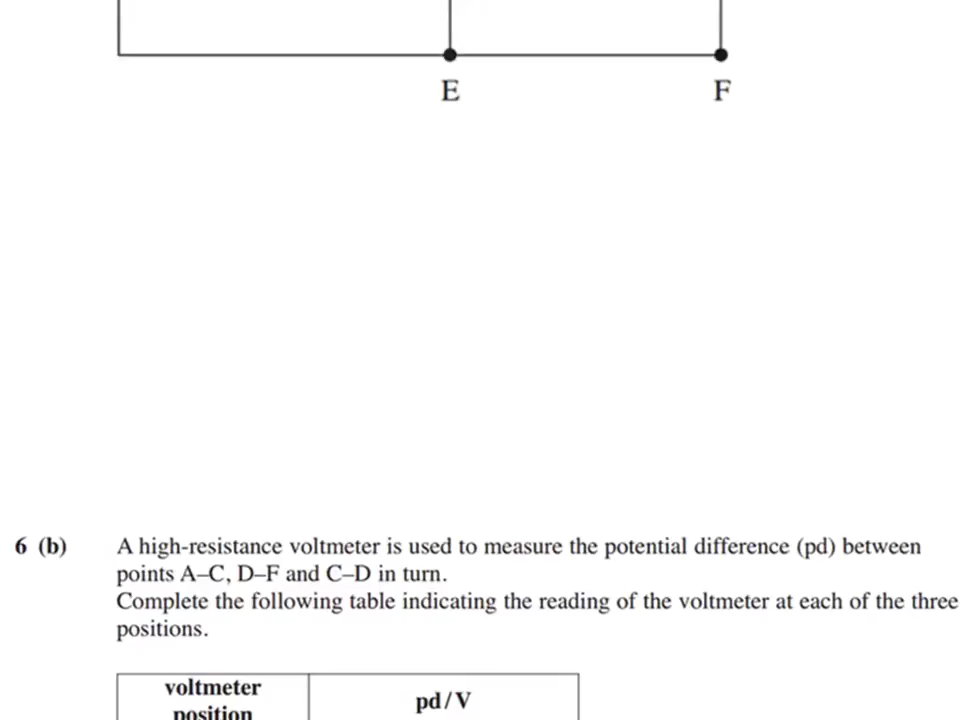 E F
6 (b) A high-resistance voltmeter is used to measure the potential difference (pd) between
points A–C, D–F and C–D in turn.
Complete the following table indicating the reading of the voltmeter at each of the three
positions.
voltmeter pd/V
position